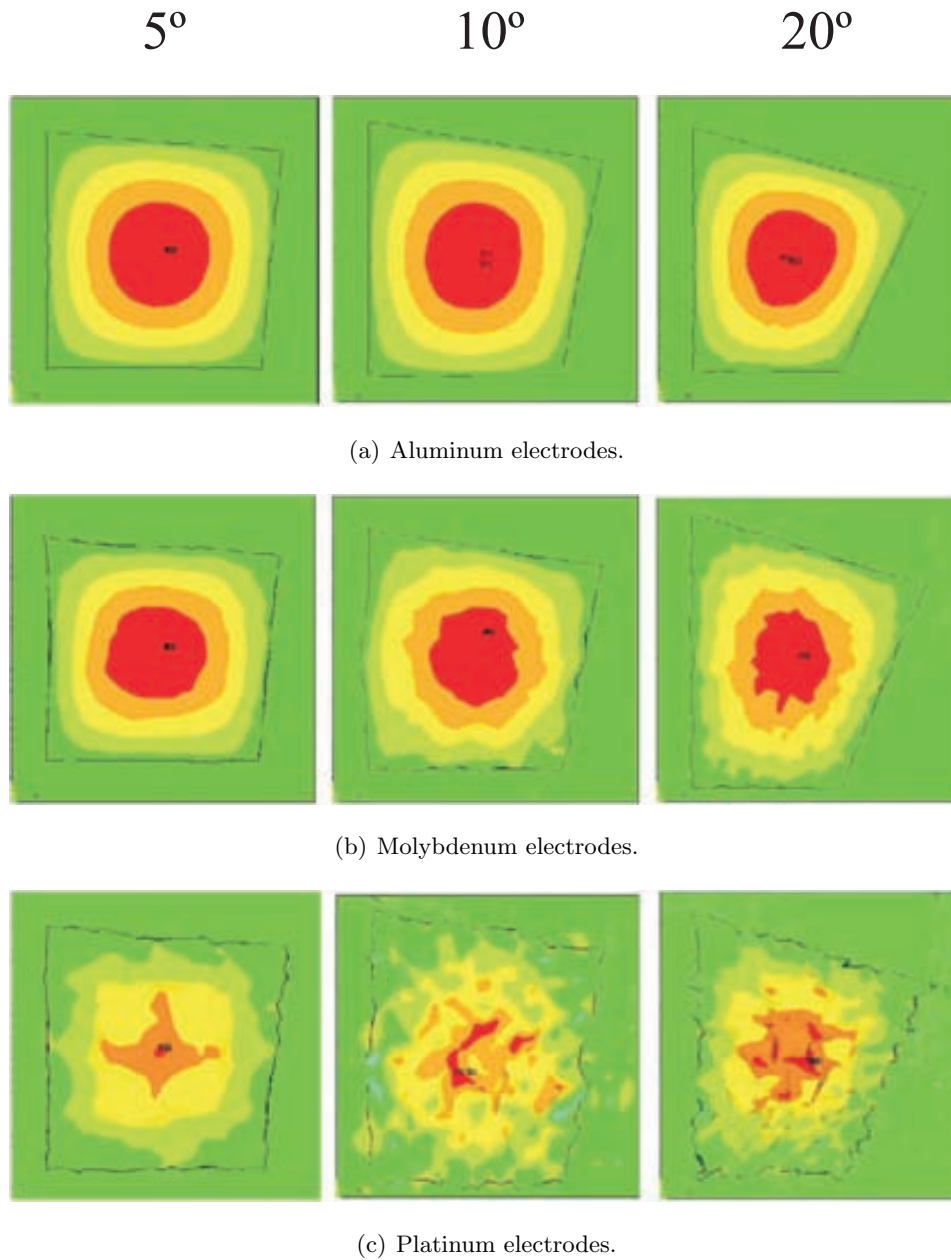 5º 10º 20º
(a) Aluminum electrodes.
(b) Molybdenum electrodes.
(c) Platinum electrodes.